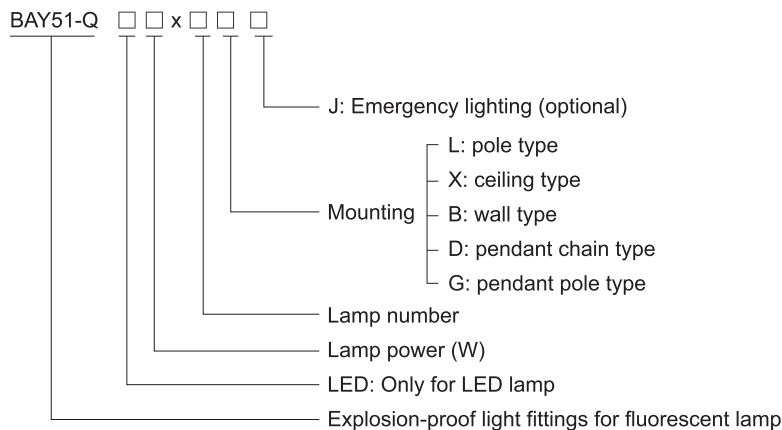 BAY51-Q □ □ x □ □ □
J: Emergency lighting (optional)
L: pole type
X: ceiling type
Mounting
B: wall type
D: pendant chain type
G: pendant pole type
Lamp number
Lamp power (W)
LED: Only for LED lamp
Explosion-proof light fittings for fluorescent lamp